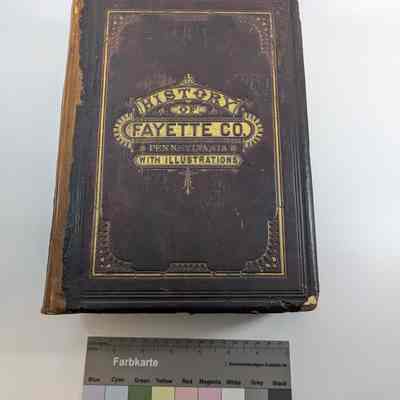 HISTORY
OF
FAYETTE CO.
PENNSYLVANIA
WITH ILLUSTRATIONS
Farbkarte
Blue Cyan Green Yellow Red Magenta White Grey Black